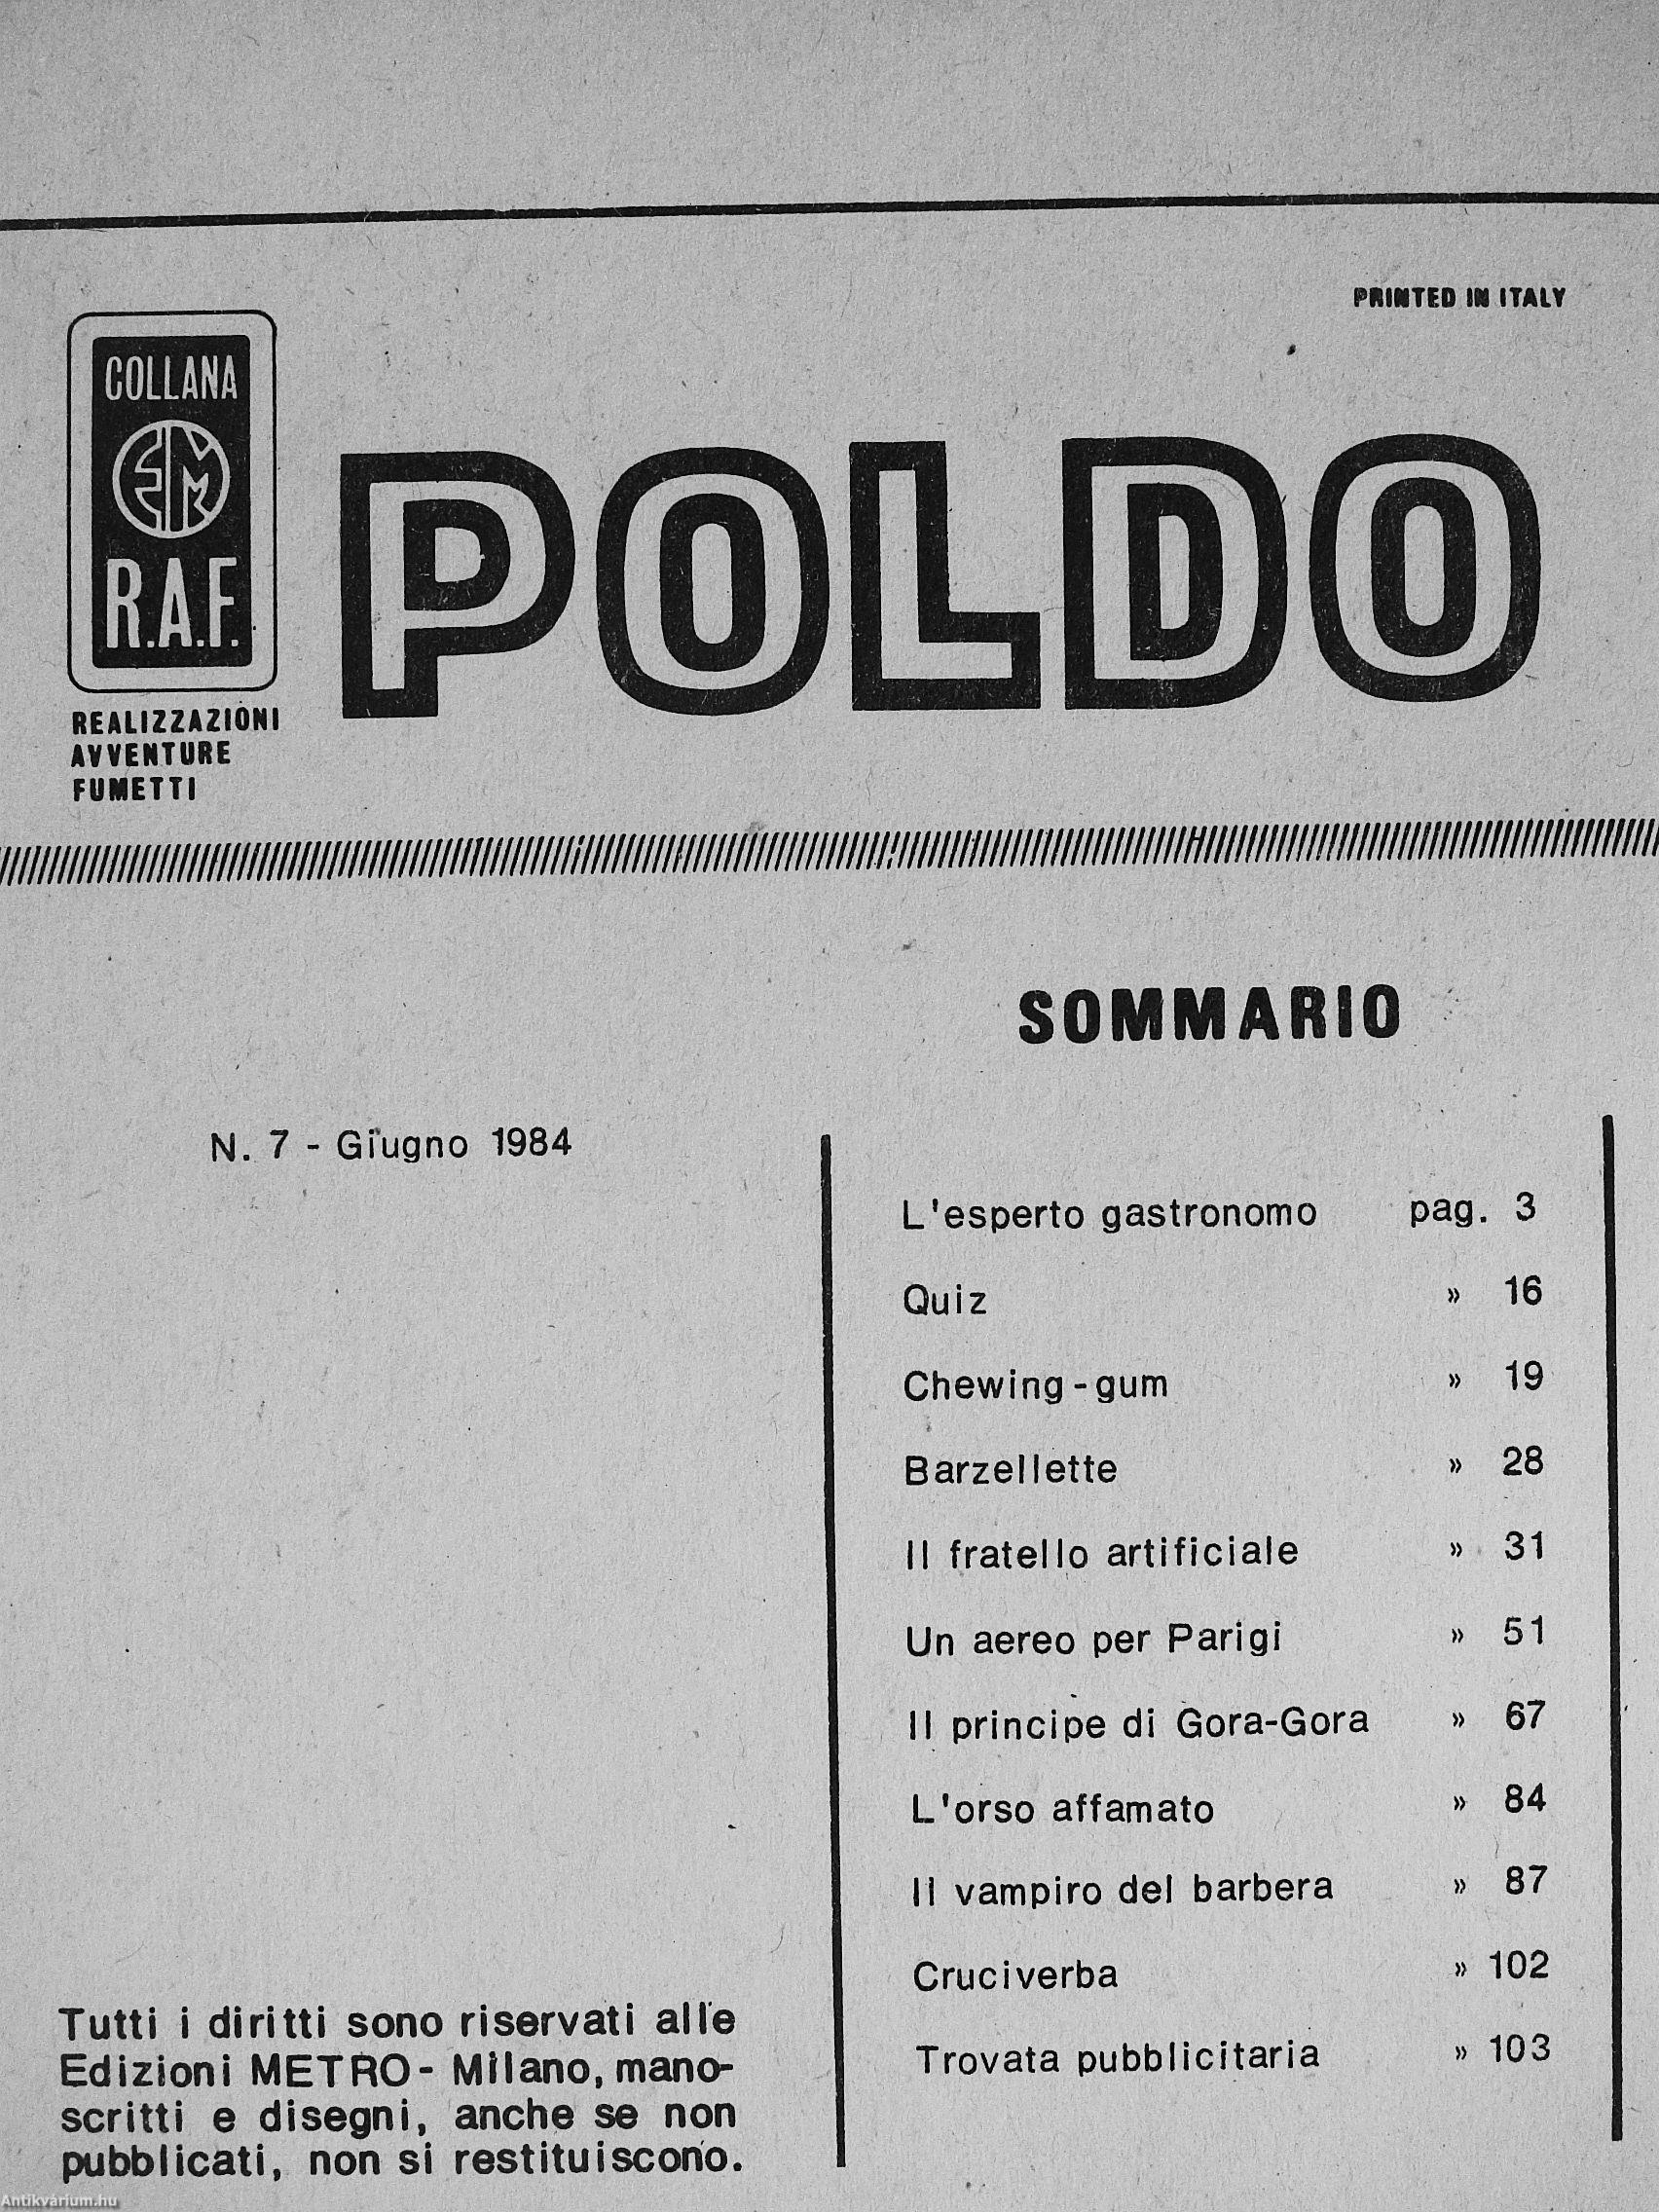 PRINTED IN ITALY
COLLANA
EM
R.A.F.
REALIZZAZIONI
AVVENTURE
FUMETTI
POLDO
SOMMARIO
N. 7 - Giugno 1984
L'esperto gastronomo pag. 3
Quiz » 16
Chewing-gum » 19
Barzellette » 28
Il fratello artificiale » 31
Un aereo per Parigi » 51
Il principe di Gora-Gora » 67
L'orso affamato » 84
Il vampiro del barbera » 87
Cruciverba » 102
Trovata pubblicitaria » 103
Tutti i diritti sono riservati alle
Edizioni METRO - Milano, mano-
scritti e disegni, anche se non
pubblicati, non si restituiscono.
Antikvárium.hu